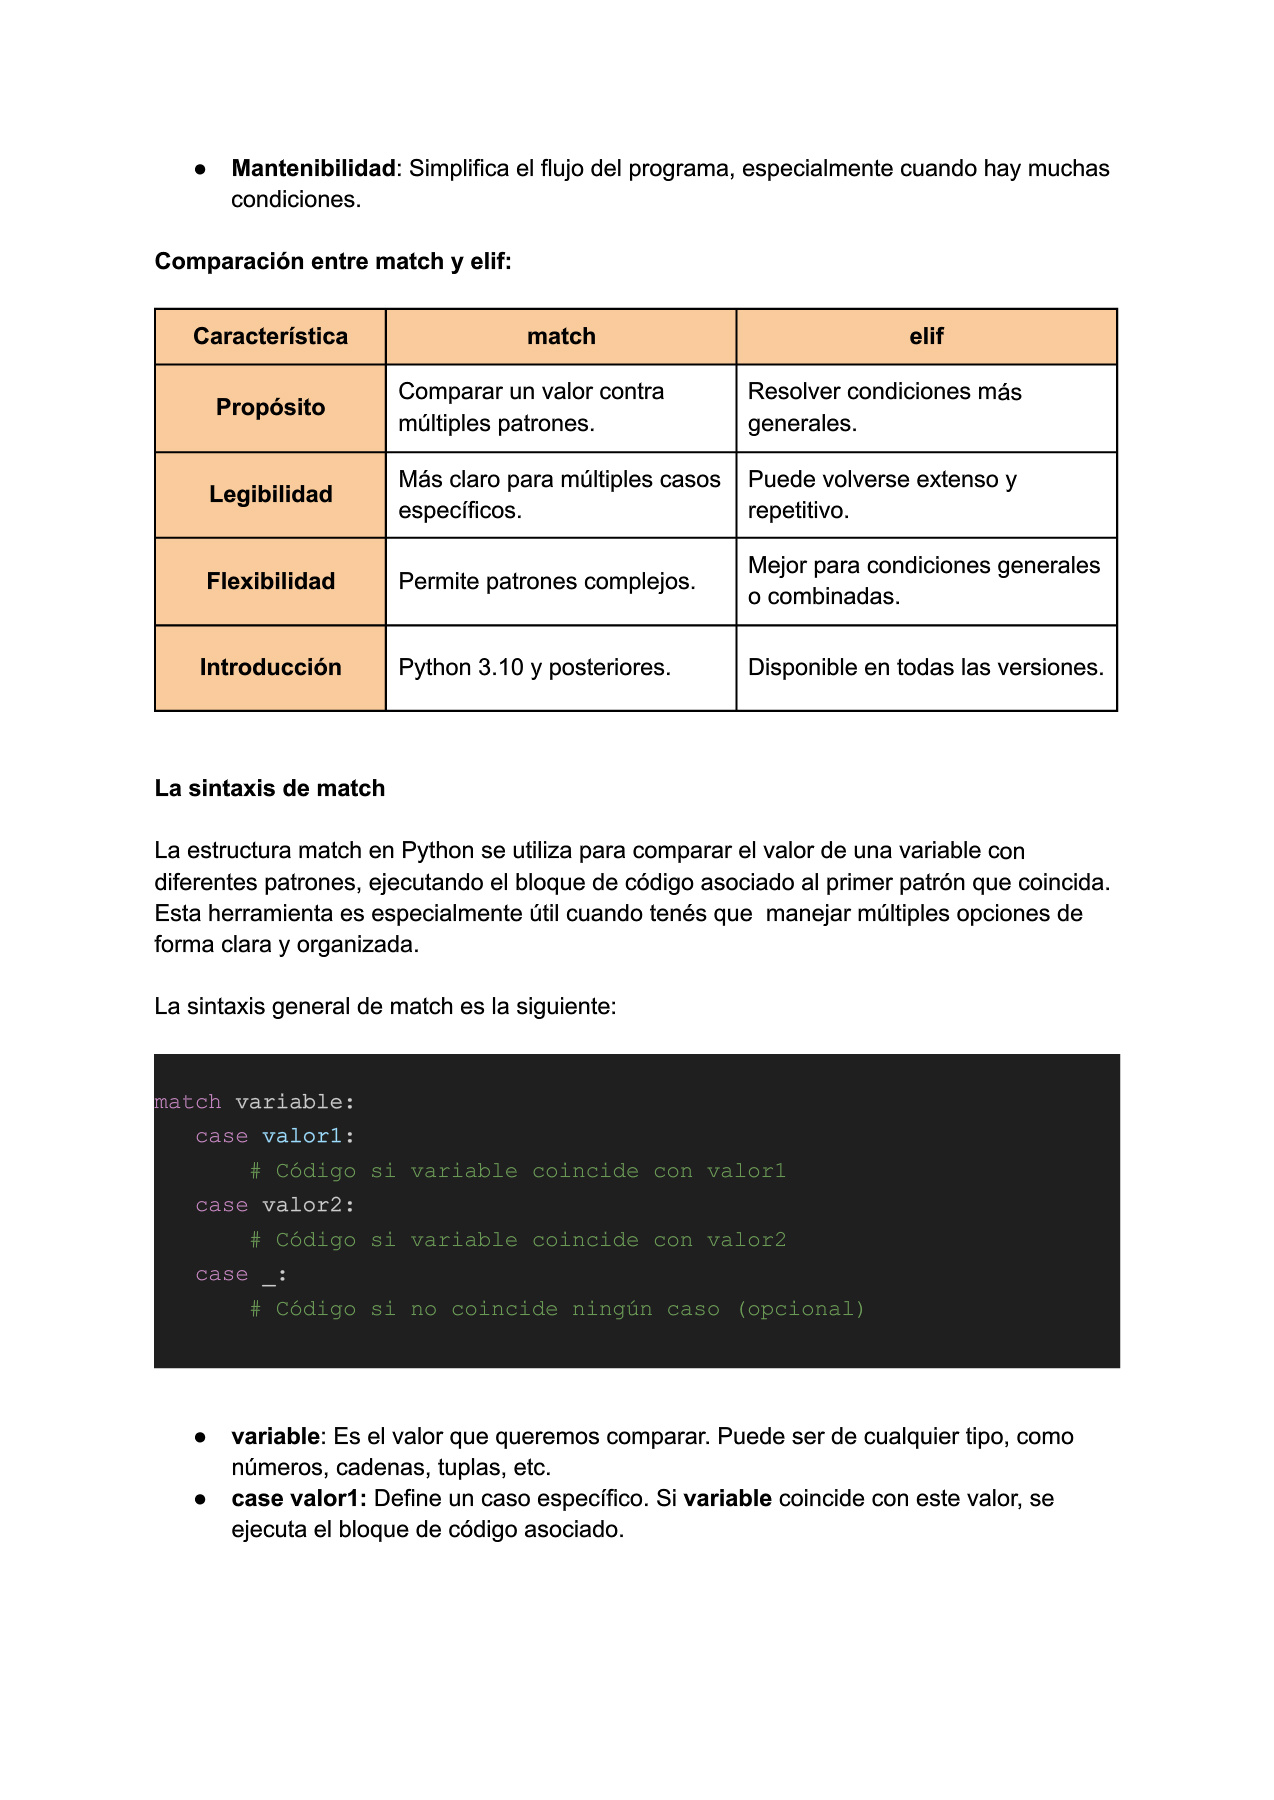 ● Mantenibilidad: Simplifica el flujo del programa, especialmente cuando hay muchas
condiciones.
Comparación entre match y elif:
Característica match elif
Propósito Comparar un valor contra múltiples patrones. Resolver condiciones más generales.
Legibilidad Más claro para múltiples casos específicos. Puede volverse extenso y repetitivo.
Flexibilidad Permite patrones complejos. Mejor para condiciones generales o combinadas.
Introducción Python 3.10 y posteriores. Disponible en todas las versiones.
La sintaxis de match
La estructura match en Python se utiliza para comparar el valor de una variable con
diferentes patrones, ejecutando el bloque de código asociado al primer patrón que coincida.
Esta herramienta es especialmente útil cuando tenés que  manejar múltiples opciones de
forma clara y organizada.
La sintaxis general de match es la siguiente:
match variable:
   case valor1:
       # Código si variable coincide con valor1
   case valor2:
       # Código si variable coincide con valor2
   case _:
       # Código si no coincide ningún caso (opcional)
● variable: Es el valor que queremos comparar. Puede ser de cualquier tipo, como
números, cadenas, tuplas, etc.
● case valor1: Define un caso específico. Si variable coincide con este valor, se
ejecuta el bloque de código asociado.